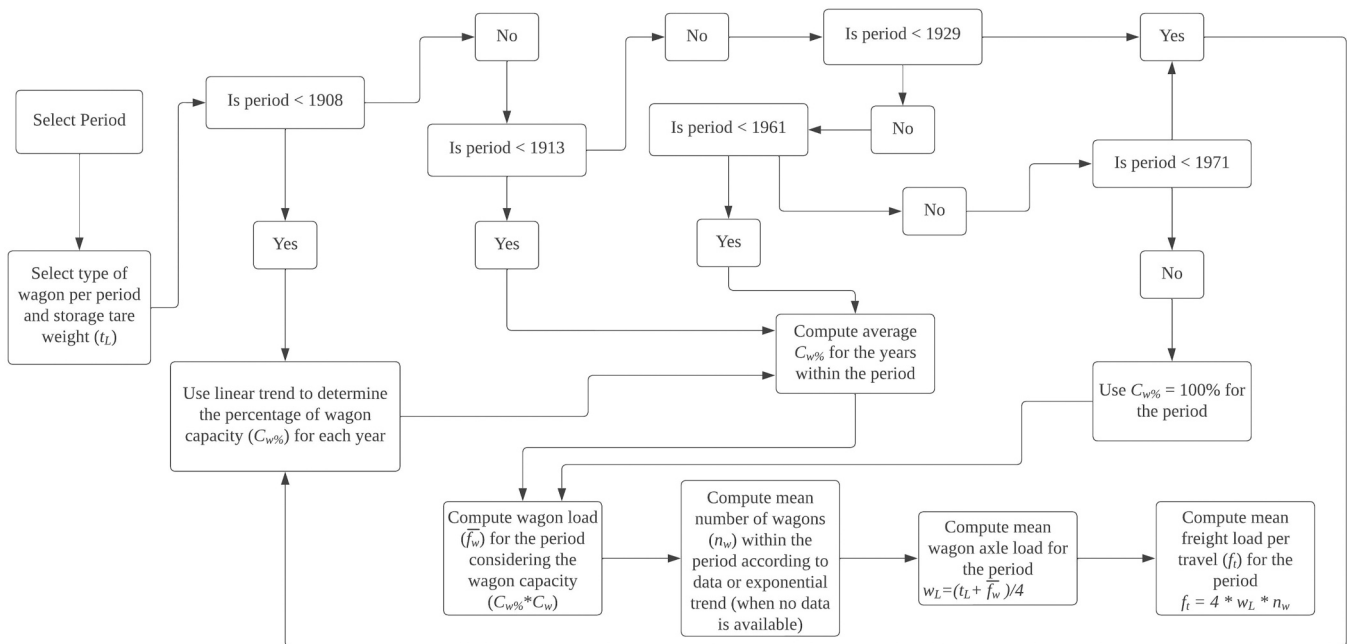 No
No
Is period < 1929
Yes
Is period < 1908
Select Period
Is period < 1913
Is period < 1961
No
Is period < 1971
No
Yes
Yes
Yes
No
Select type of
wagon per period
and storage tare
weight (t_L)
Compute average
C_w% for the years
within the period
Use linear trend to determine
the percentage of wagon
capacity (C_w%) for each year
Use C_w% = 100% for
the period
Compute wagon load
(f̅_w) for the period
considering the
wagon capacity
(C_w%*C_w)
Compute mean
number of wagons
(n_w) within the
period according to
data or exponential
trend (when no data
is available)
Compute mean
wagon axle load for
the period
w_L=(t_L+ f̅_w )/4
Compute mean
freight load per
travel (f_t) for the
period
f_t = 4 * w_L * n_w